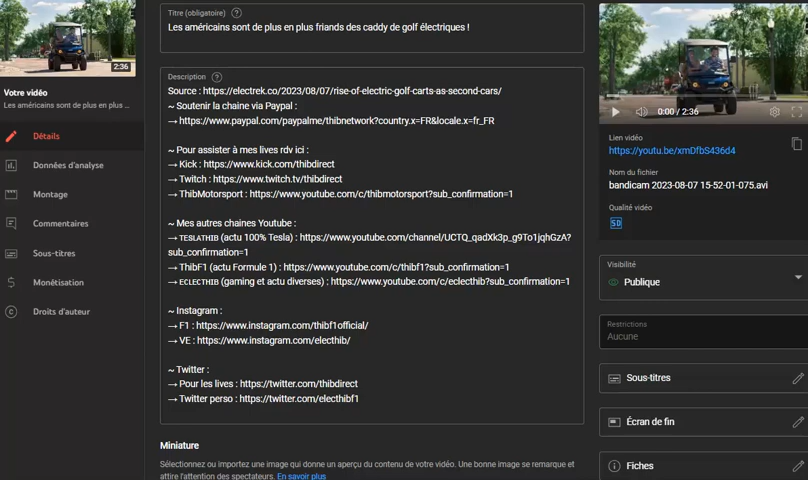 2:36
Votre vidéo
Les américains sont de plus en plus ...
Détails
Données d'analyse
Montage
Commentaires
Sous-titres
Monétisation
Droits d'auteur
Titre (obligatoire)
Les américains sont de plus en plus friands des caddy de golf électriques !
Description
Source : https://electrek.co/2023/08/07/rise-of-electric-golf-carts-as-second-cars/
~ Soutenir la chaine via Paypal :
→ https://www.paypal.com/paypalme/thibnetwork?country.x=FR&locale.x=fr_FR
~ Pour assister à mes lives rdv ici :
→ Kick : https://www.kick.com/thibdirect
→ Twitch : https://www.twitch.tv/thibdirect
→ ThibMotorsport : https://www.youtube.com/c/thibmotorsport?sub_confirmation=1
~ Mes autres chaines Youtube :
→ ᴛᴇsʟᴀᴛʜɪʙ (actu 100% Tesla) : https://www.youtube.com/channel/UCTQ_qadXk3p_g9To1jqhGzA?
sub_confirmation=1
→ ThibF1 (actu Formule 1) : https://www.youtube.com/c/thibf1?sub_confirmation=1
→ ᴇᴄʟᴇᴄᴛʜɪʙ (gaming et actu diverses) : https://www.youtube.com/c/eclecthib?sub_confirmation=1
~ Instagram :
→ F1 : https://www.instagram.com/thibf1official/
→ VE : https://www.instagram.com/electhib/
~ Twitter :
→ Pour les lives : https://twitter.com/thibdirect
→ Twitter perso : https://twitter.com/electhibf1
Miniature
Sélectionnez ou importez une image qui donne un aperçu du contenu de votre vidéo. Une bonne image se remarque et
attire l'attention des spectateurs. En savoir plus
0:00 / 2:36
Lien vidéo
https://youtu.be/xmDfbS436d4
Nom du fichier
bandicam 2023-08-07 15-52-01-075.avi
Qualité vidéo
SD
Visibilité
Publique
Restrictions
Aucune
Sous-titres
Écran de fin
Fiches